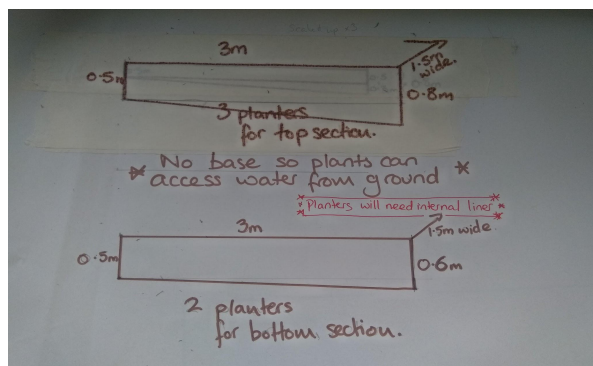 3m
1.5m
wide.
0.5m
0.8m
3 planters
for top section.
* No base so plants can *
access water from ground
* Planters will need internal liner *
3m
1.5m wide.
0.5m
0.6m
2 planters
for bottom section.